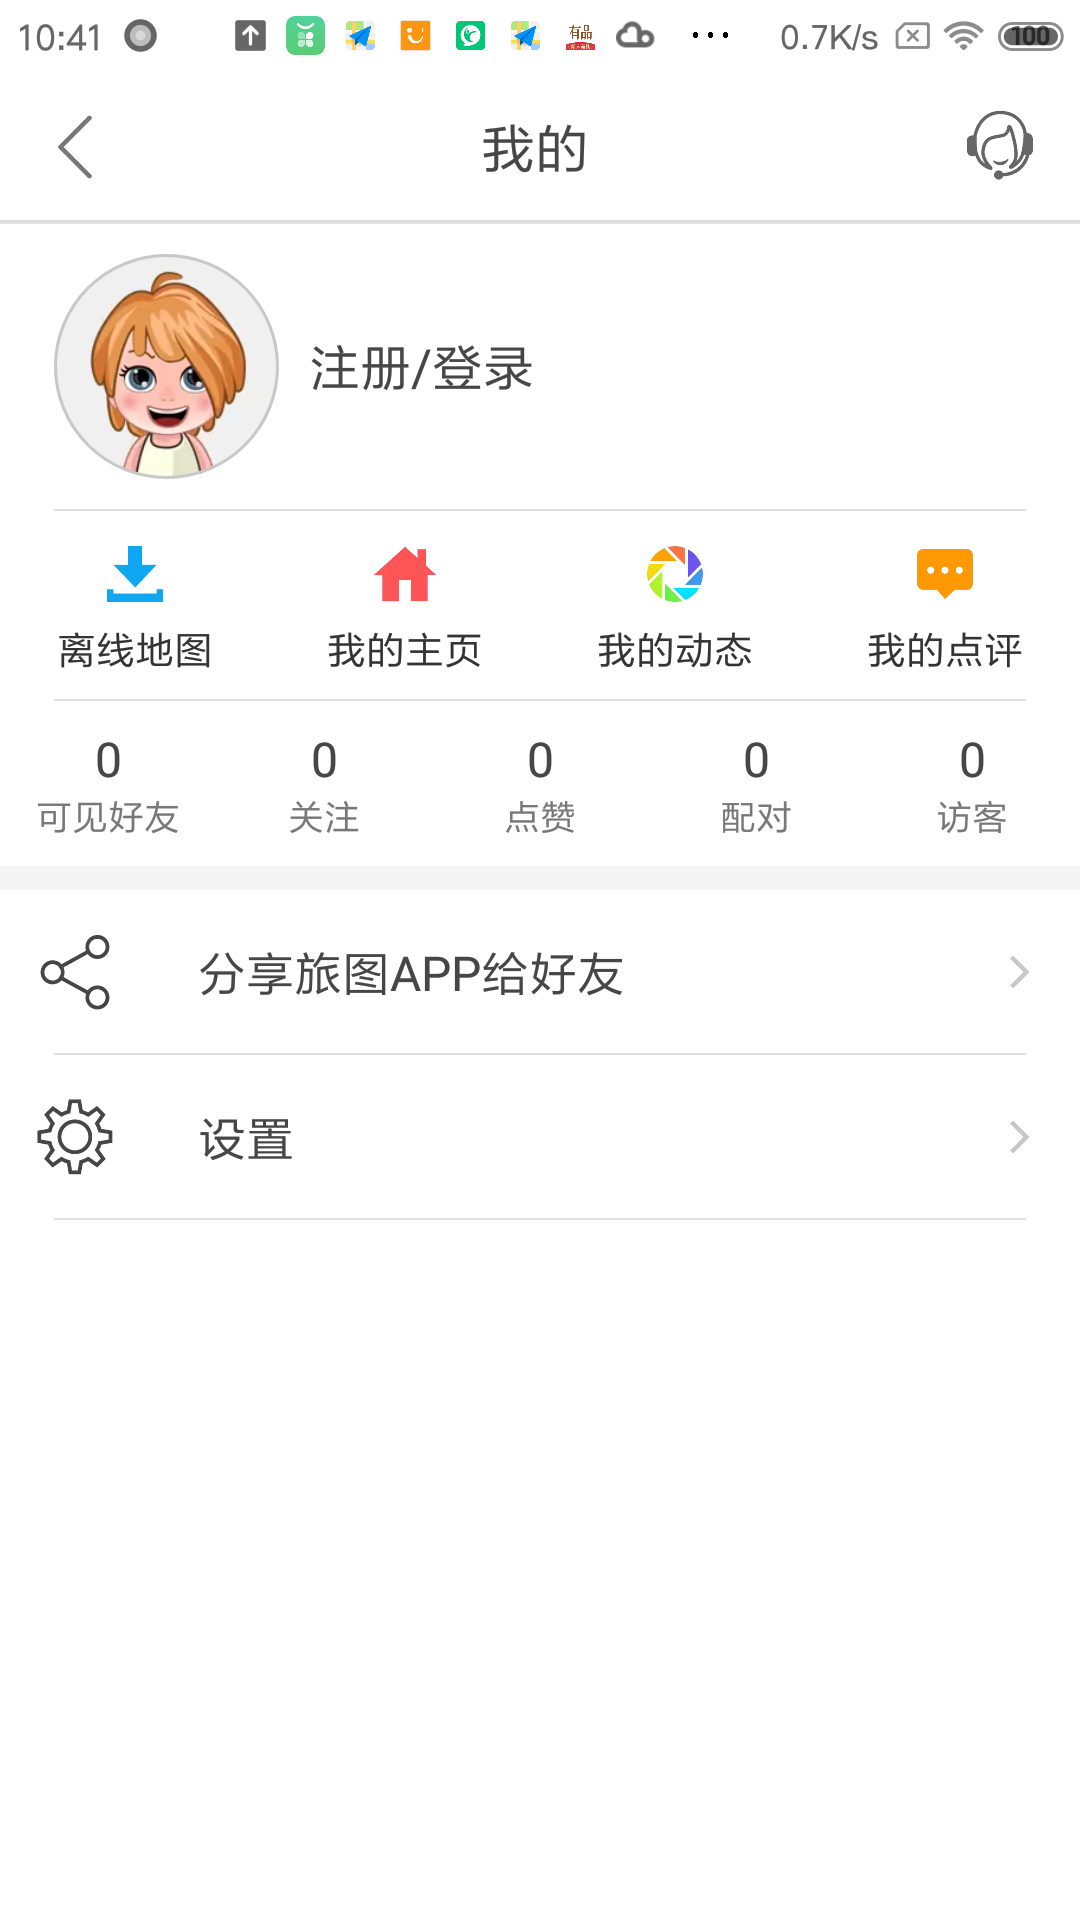 10:41 有品 ... 0.7K/s 100
我的
注册/登录
离线地图 我的主页 我的动态 我的点评
0 0 0 0 0
可见好友 关注 点赞 配对 访客
分享旅图APP给好友
设置